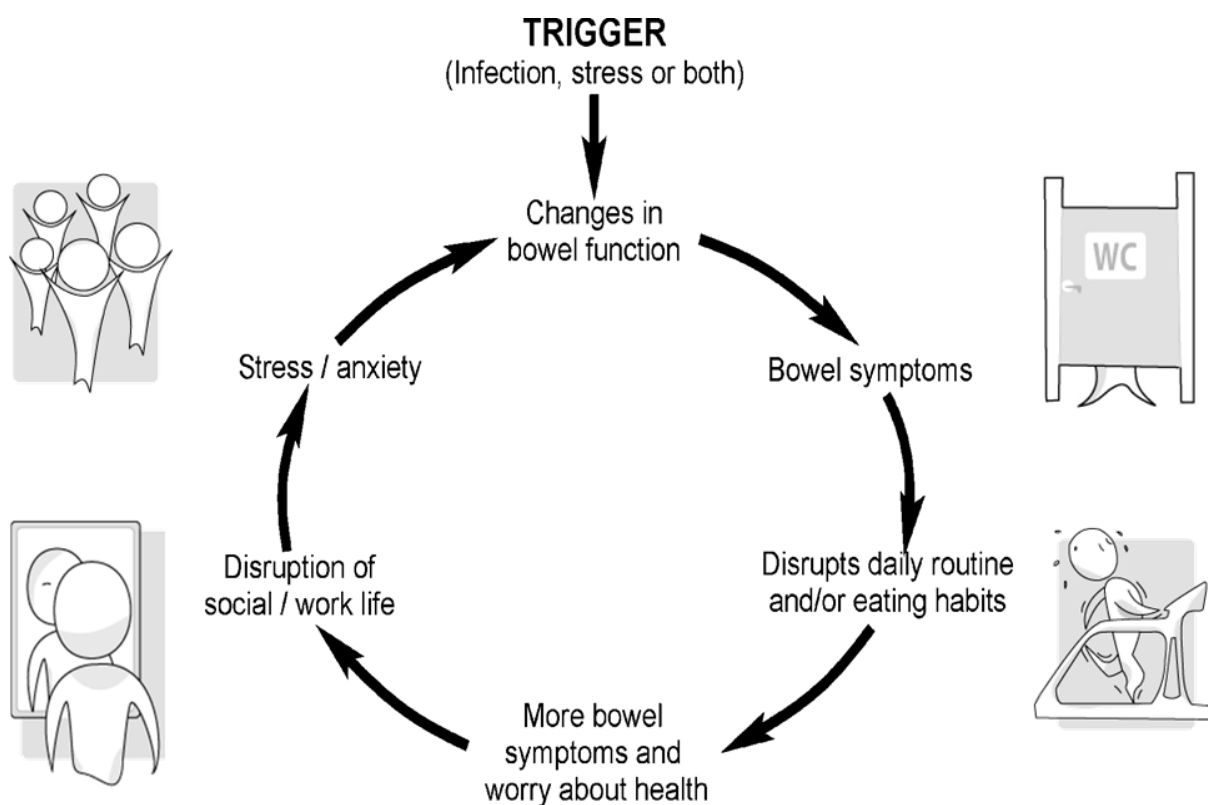 TRIGGER
(Infection, stress or both)
Changes in
bowel function
WC
Bowel symptoms
Disrupts daily routine
and/or eating habits
More bowel
symptoms and
worry about health
Disruption of
social / work life
Stress / anxiety